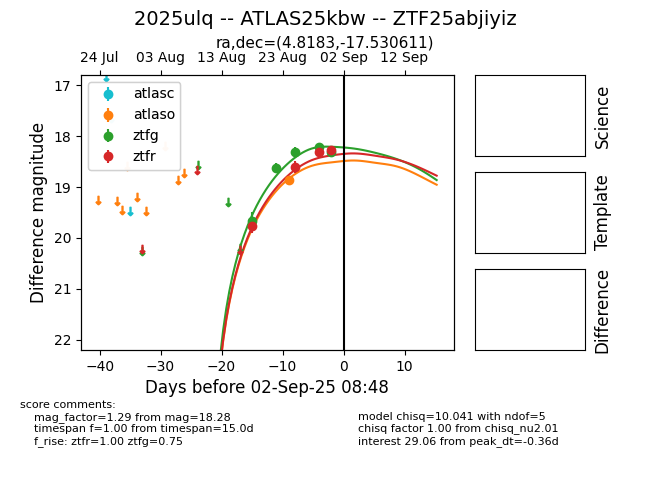 2025ulq -- ATLAS25kbw -- ZTF25abjiyiz
ra,dec=(4.8183,-17.530611)
24 Jul 03 Aug 13 Aug 23 Aug 02 Sep 12 Sep
atlasc
atlaso
ztfg
ztfr
17
18
19
20
21
22
Difference magnitude
−40 −30 −20 −10 0 10
Days before 02-Sep-25 08:48
Science
Template
Difference
score comments:
mag_factor=1.29 from mag=18.28
timespan f=1.00 from timespan=15.0d
f_rise: ztfr=1.00 ztfg=0.75
model chisq=10.041 with ndof=5
chisq factor 1.00 from chisq_nu2.01
interest 29.06 from peak_dt=-0.36d